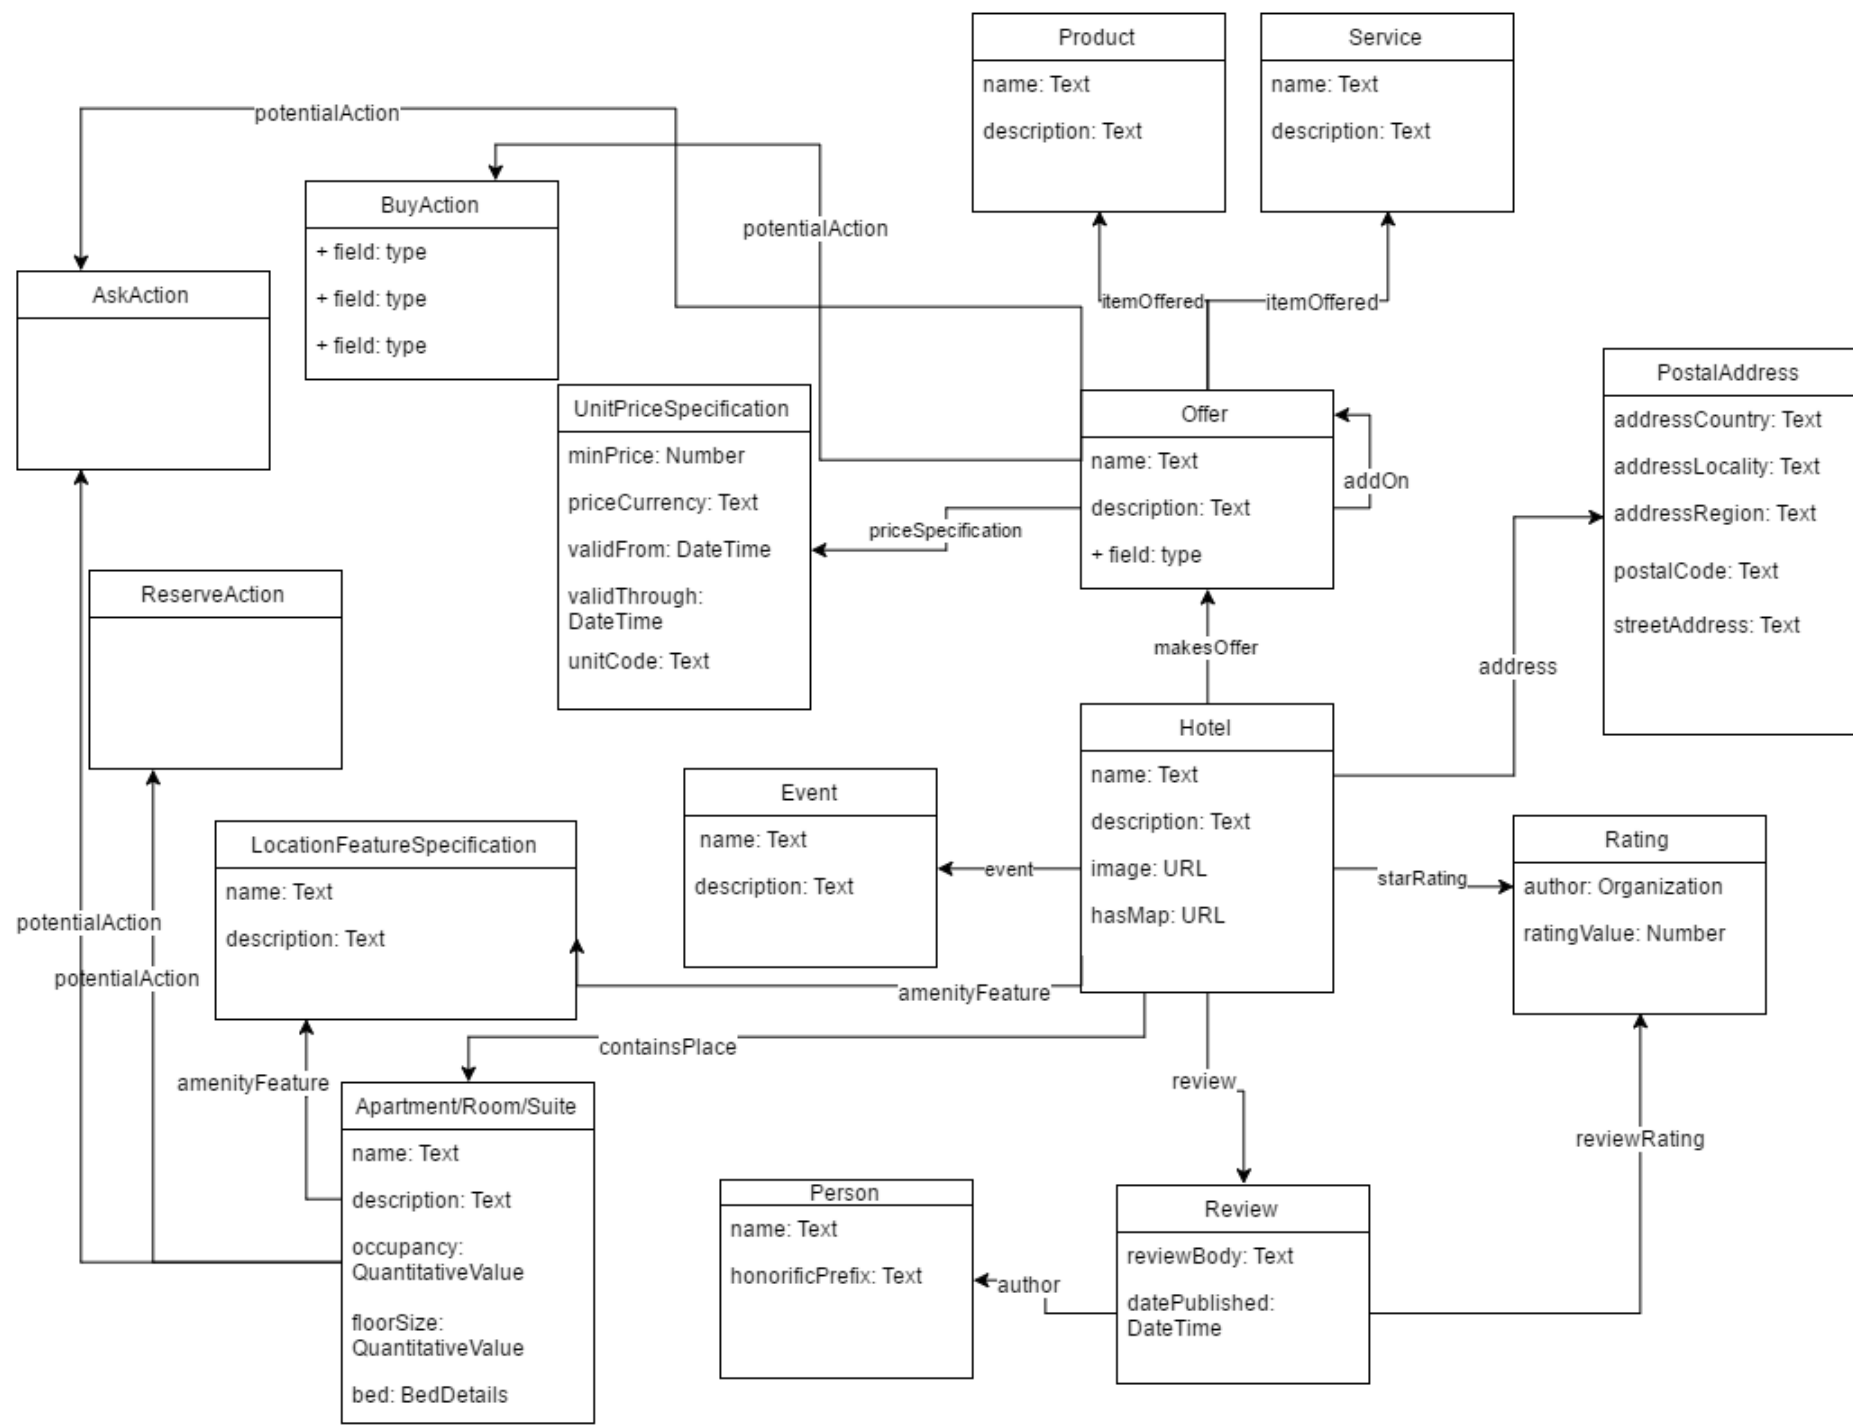 Product
name: Text
description: Text
Service
name: Text
description: Text
potentialAction
BuyAction
+ field: type
+ field: type
+ field: type
potentialAction
AskAction
itemOffered
itemOffered
UnitPriceSpecification
minPrice: Number
priceCurrency: Text
validFrom: DateTime
validThrough:
DateTime
unitCode: Text
Offer
name: Text
description: Text
+ field: type
addOn
priceSpecification
PostalAddress
addressCountry: Text
addressLocality: Text
addressRegion: Text
postalCode: Text
streetAddress: Text
ReserveAction
makesOffer
address
Hotel
name: Text
description: Text
image: URL
hasMap: URL
Event
name: Text
description: Text
event
starRating
Rating
author: Organization
ratingValue: Number
LocationFeatureSpecification
name: Text
description: Text
potentialAction
potentialAction
amenityFeature
containsPlace
amenityFeature
review
reviewRating
Apartment/Room/Suite
name: Text
description: Text
occupancy:
QuantitativeValue
floorSize:
QuantitativeValue
bed: BedDetails
Person
name: Text
honorificPrefix: Text
author
Review
reviewBody: Text
datePublished:
DateTime